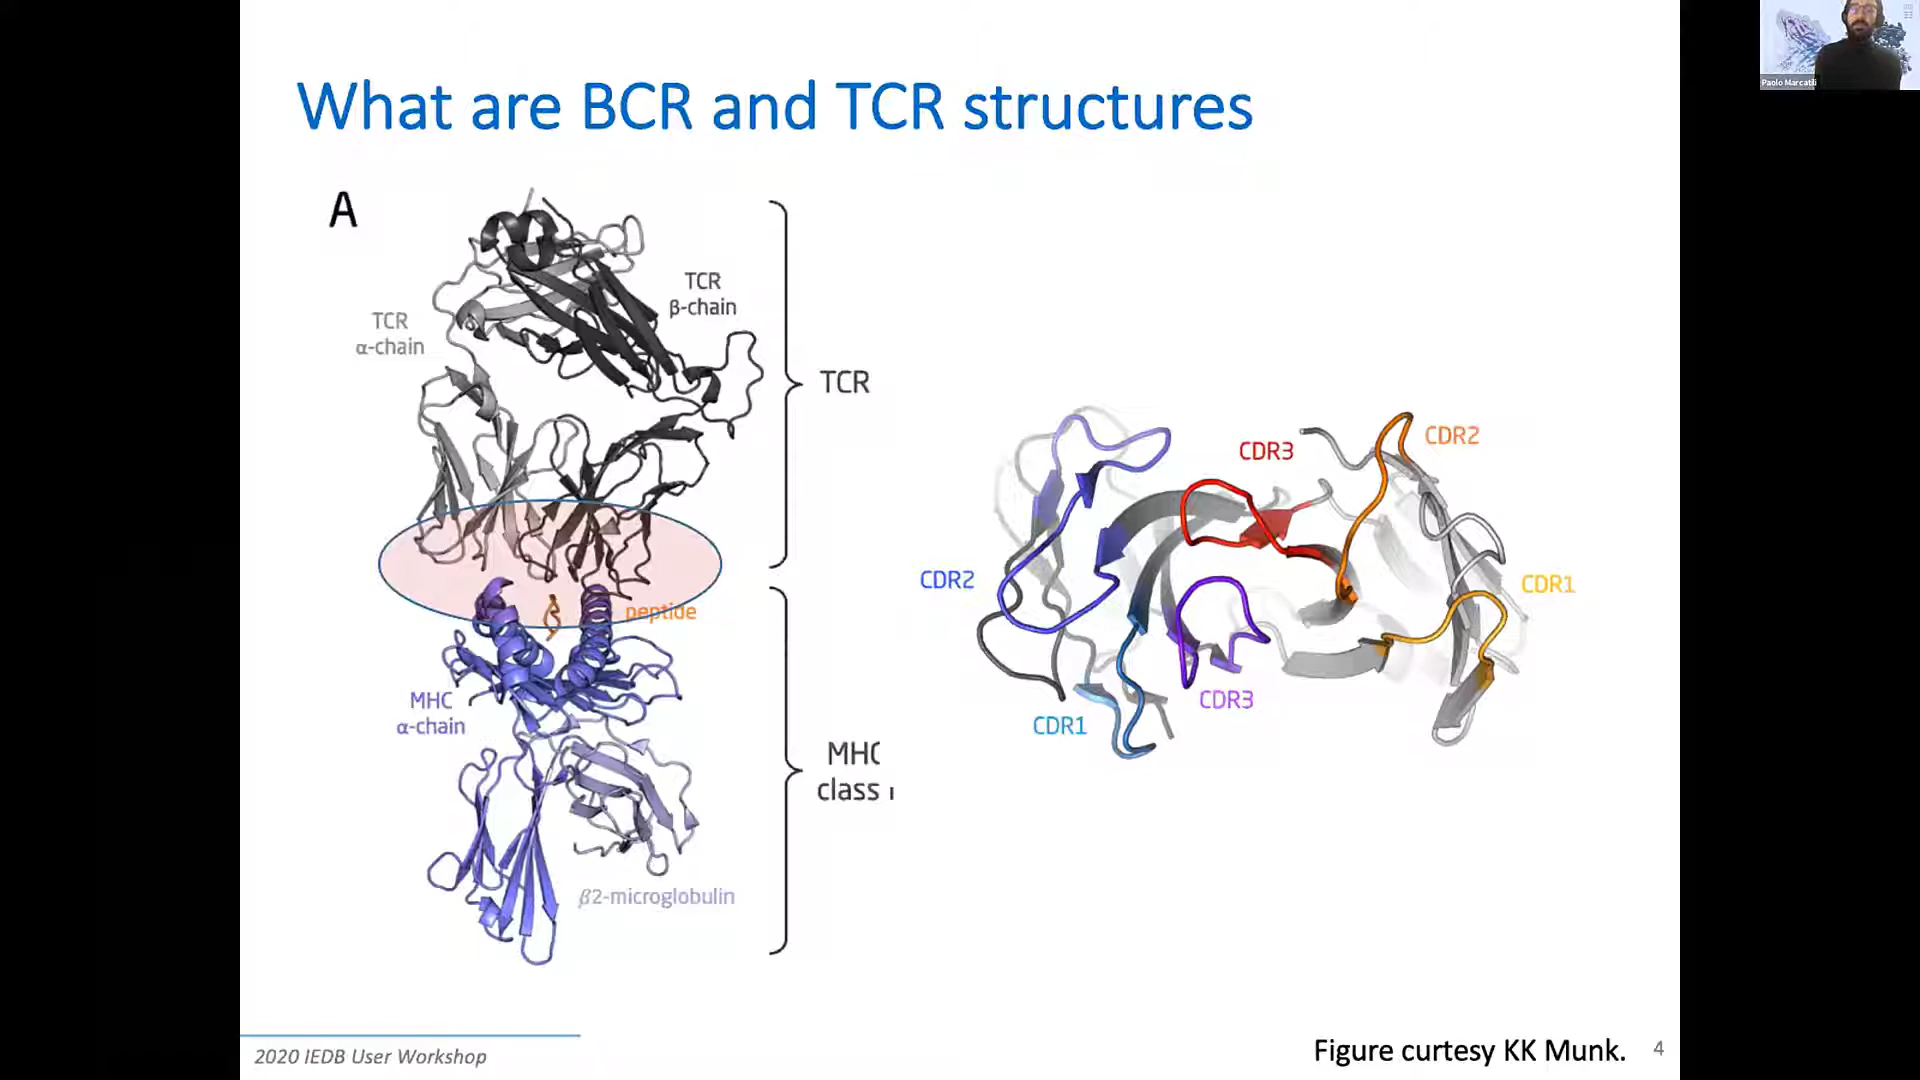 What are BCR and TCR structures
Paolo Marcatili
A
TCR
β-chain
TCR
α-chain
TCR
peptide
MHC
α-chain
MHC
class I
β2-microglobulin
CDR3
CDR2
CDR2
CDR1
CDR3
CDR1
2020 IEDB User Workshop
Figure curtesy KK Munk.
4